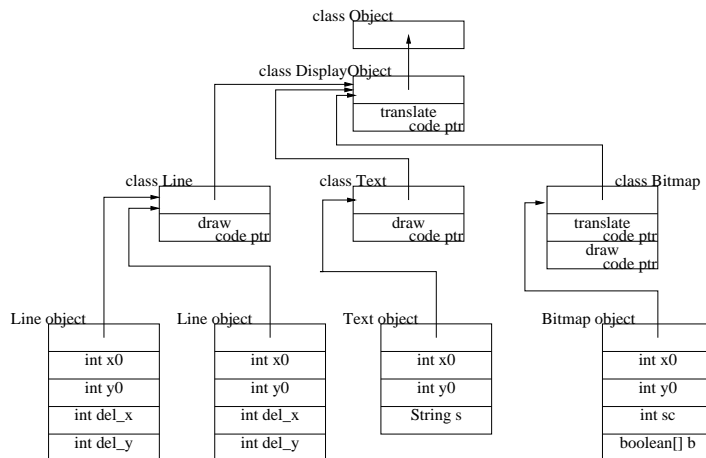 class Object
class DisplayObject
translate
code ptr
class Line
class Text
class Bitmap
draw
code ptr
draw
code ptr
translate
code ptr
draw
code ptr
Line object
Line object
Text object
Bitmap object
int x0
int x0
int x0
int x0
int y0
int y0
int y0
int y0
int del_x
int del_x
String s
int sc
int del_y
int del_y
boolean[] b